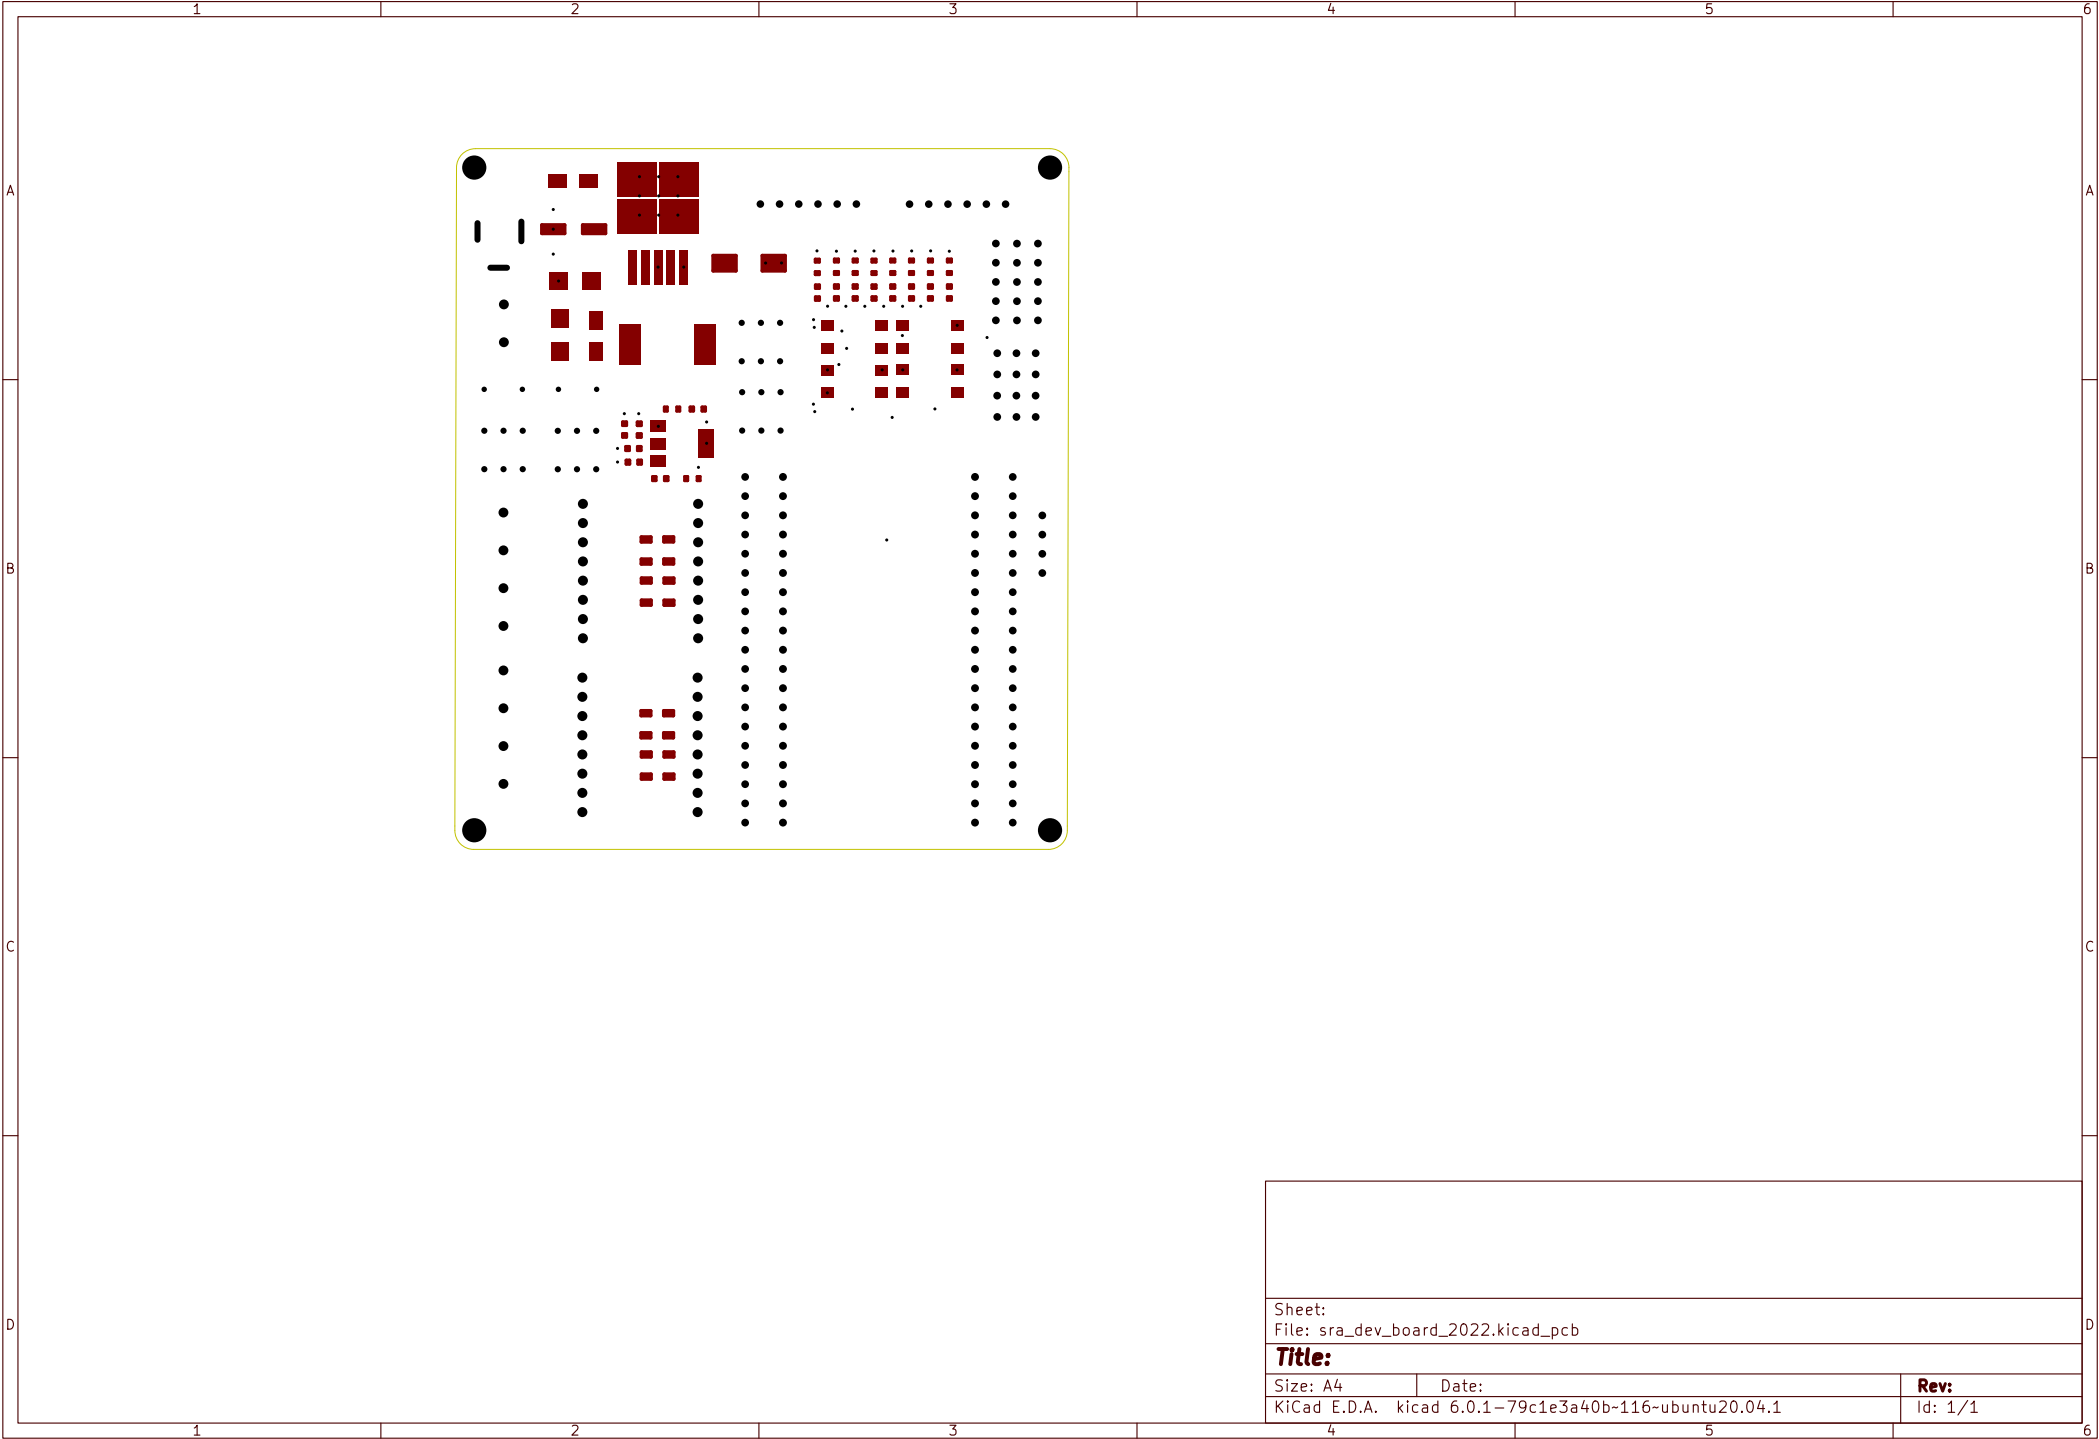 1 2 3 4 5 6
A A
B B
C C
D D
Sheet:
File: sra_dev_board_2022.kicad_pcb
Title:
Size: A4 Date: Rev:
KiCad E.D.A. kicad 6.0.1-79c1e3a40b~116~ubuntu20.04.1 Id: 1/1
1 2 3 4 5 6